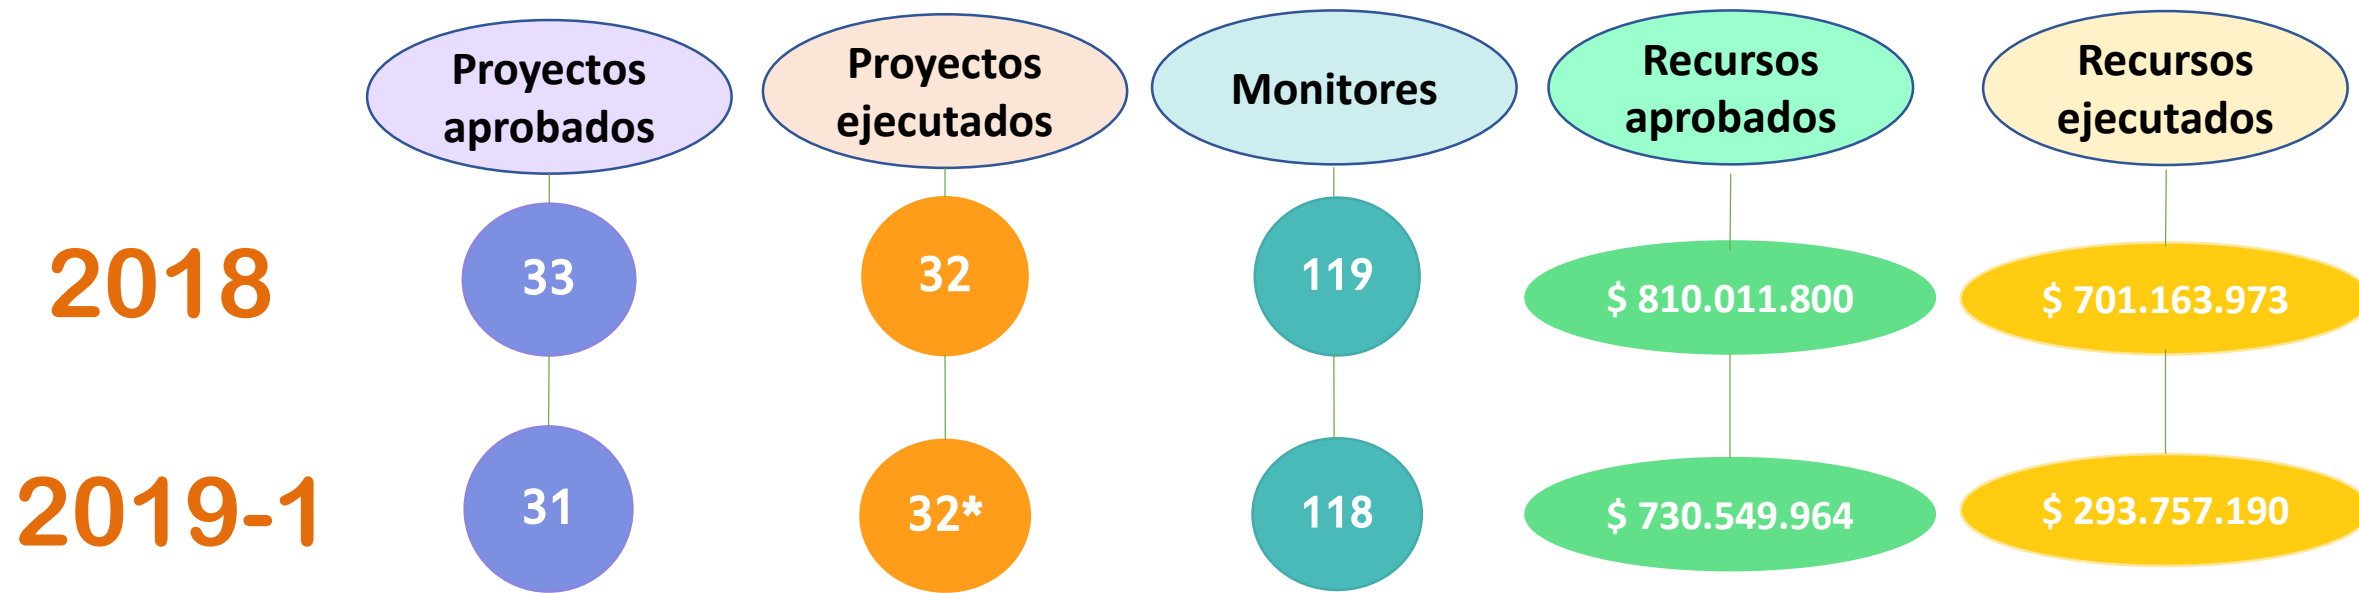 Proyectos
aprobados
Proyectos
ejecutados
Monitores
Recursos
aprobados
Recursos
ejecutados
2018
33
32
119
$ 810.011.800
$ 701.163.973
2019-1
31
32*
118
$ 730.549.964
$ 293.757.190